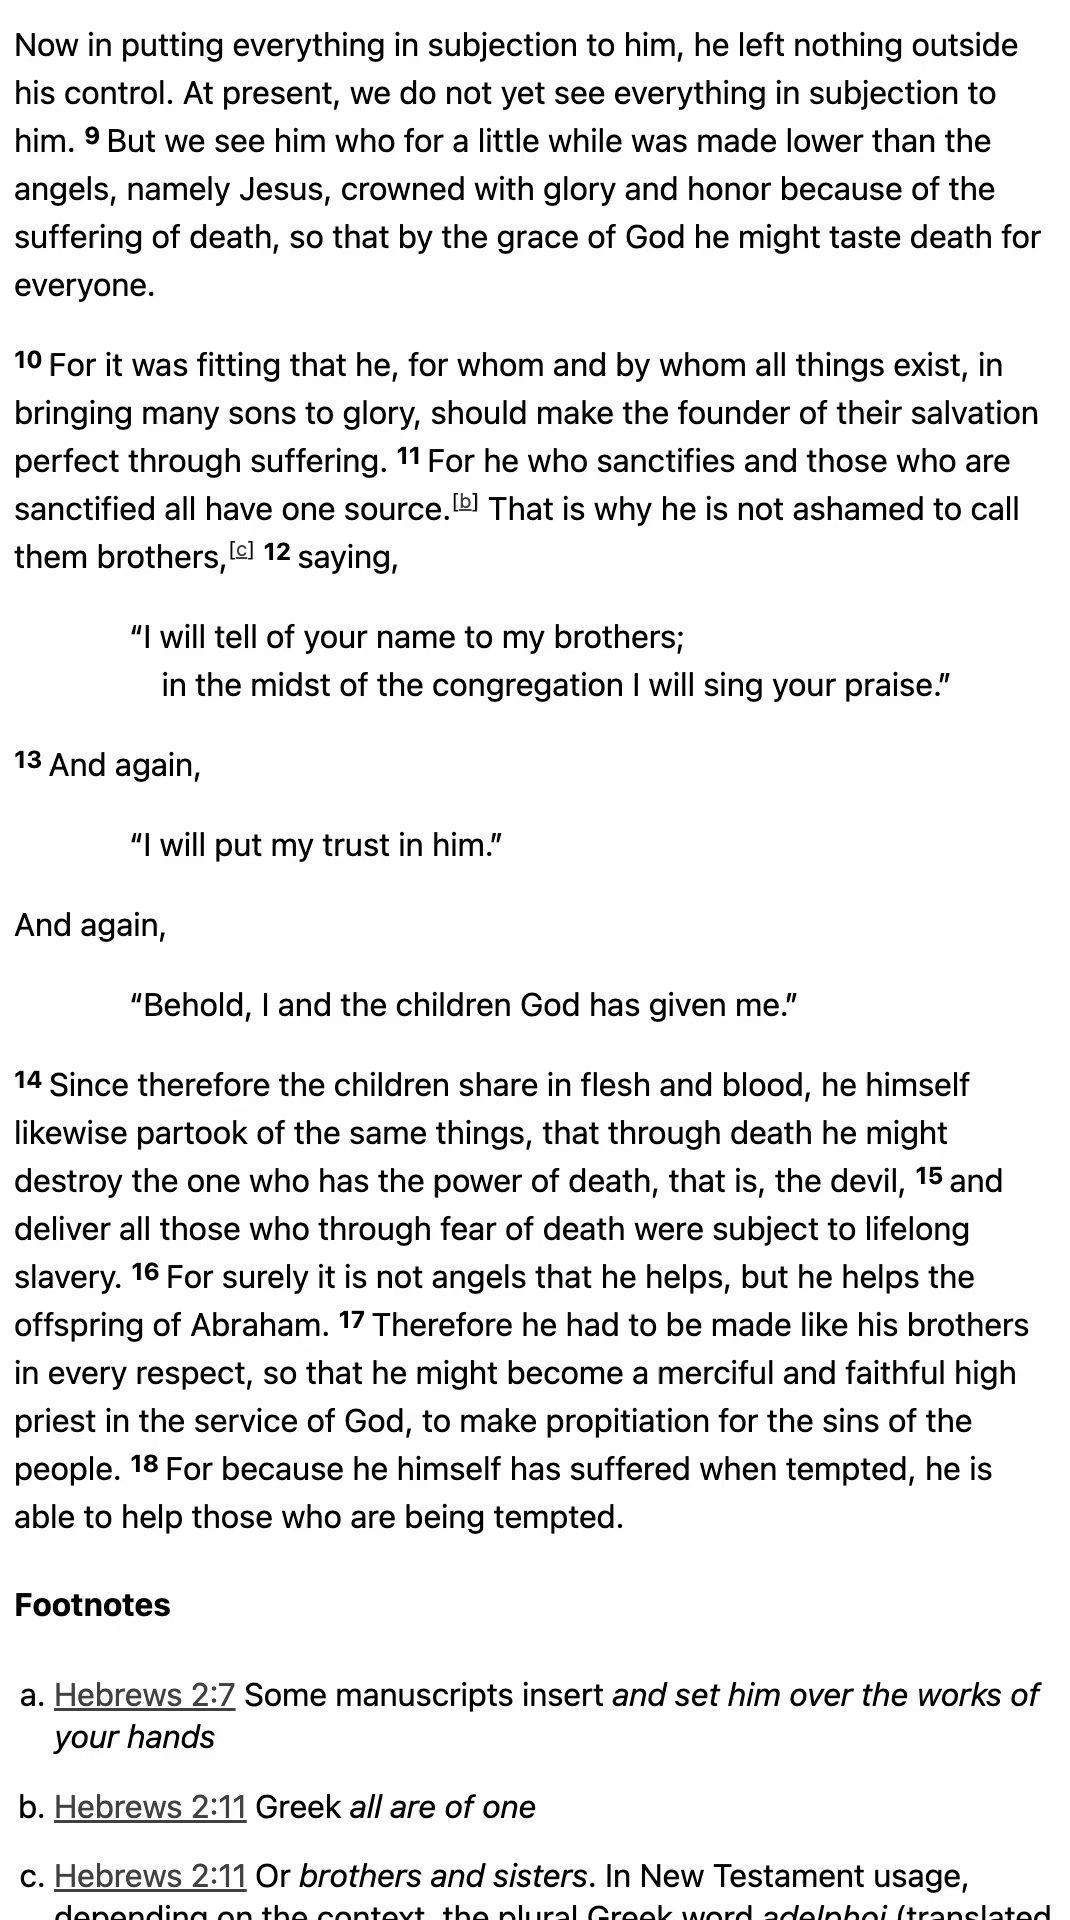 Now in putting everything in subjection to him, he left nothing outside
his control. At present, we do not yet see everything in subjection to
him. 9 But we see him who for a little while was made lower than the
angels, namely Jesus, crowned with glory and honor because of the
suffering of death, so that by the grace of God he might taste death for
everyone.
10 For it was fitting that he, for whom and by whom all things exist, in
bringing many sons to glory, should make the founder of their salvation
perfect through suffering. 11 For he who sanctifies and those who are
sanctified all have one source.[b] That is why he is not ashamed to call
them brothers,[c] 12 saying,
“I will tell of your name to my brothers;
in the midst of the congregation I will sing your praise.”
13 And again,
“I will put my trust in him.”
And again,
“Behold, I and the children God has given me.”
14 Since therefore the children share in flesh and blood, he himself
likewise partook of the same things, that through death he might
destroy the one who has the power of death, that is, the devil, 15 and
deliver all those who through fear of death were subject to lifelong
slavery. 16 For surely it is not angels that he helps, but he helps the
offspring of Abraham. 17 Therefore he had to be made like his brothers
in every respect, so that he might become a merciful and faithful high
priest in the service of God, to make propitiation for the sins of the
people. 18 For because he himself has suffered when tempted, he is
able to help those who are being tempted.
Footnotes
a. Hebrews 2:7 Some manuscripts insert and set him over the works of
your hands
b. Hebrews 2:11 Greek all are of one
c. Hebrews 2:11 Or brothers and sisters. In New Testament usage,
depending on the context, the plural Greek word adelphoi (translated